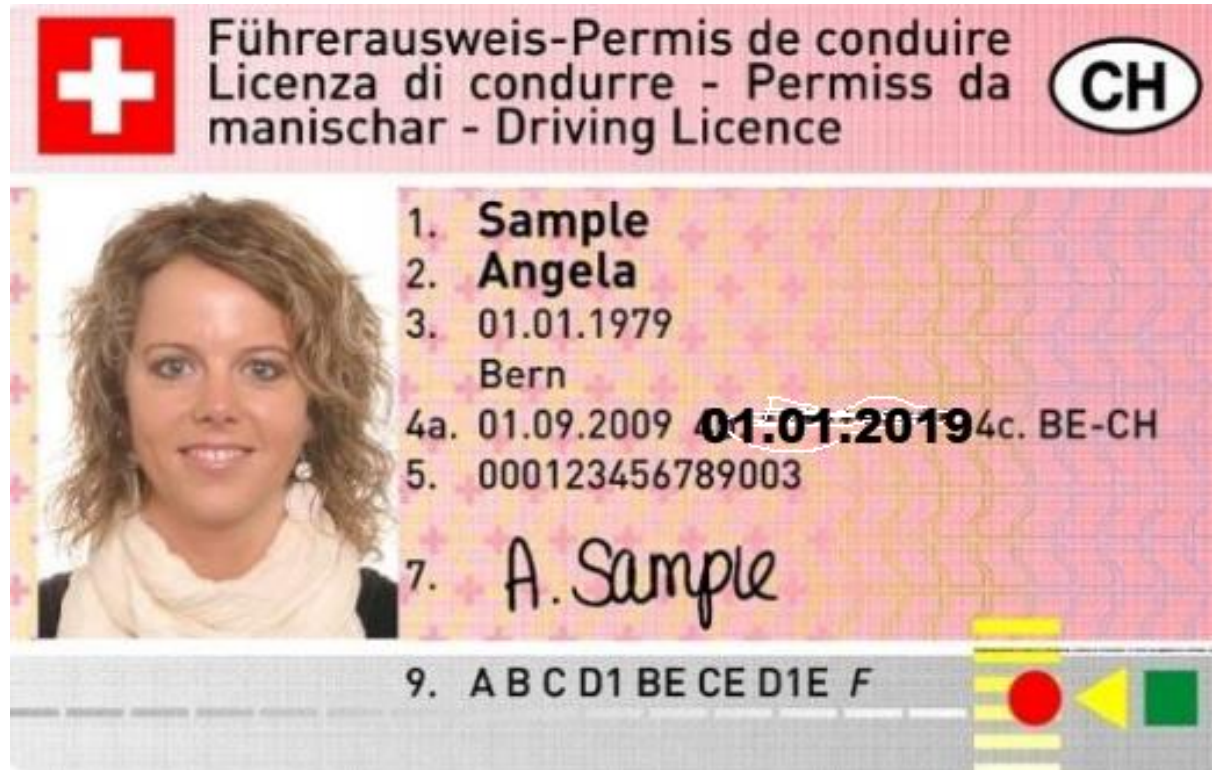 Führerausweis-Permis de conduire
Licenza di condurre - Permiss da
manischar - Driving Licence
CH
1. Sample
2. Angela
3. 01.01.1979
Bern
4a. 01.09.2009 01.01.2019 4c. BE-CH
5. 000123456789003
7. A. Sample
9. A B C D1 BE CE D1E F